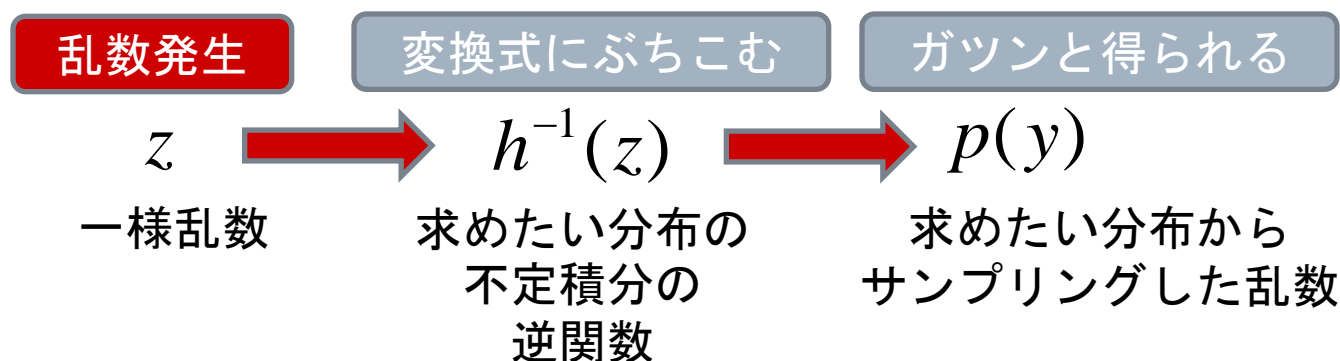 乱数発生
変換式にぶちこむ
ガツンと得られる
z
h⁻¹(z)
p(y)
一様乱数
求めたい分布の
不定積分の
逆関数
求めたい分布から
サンプリングした乱数